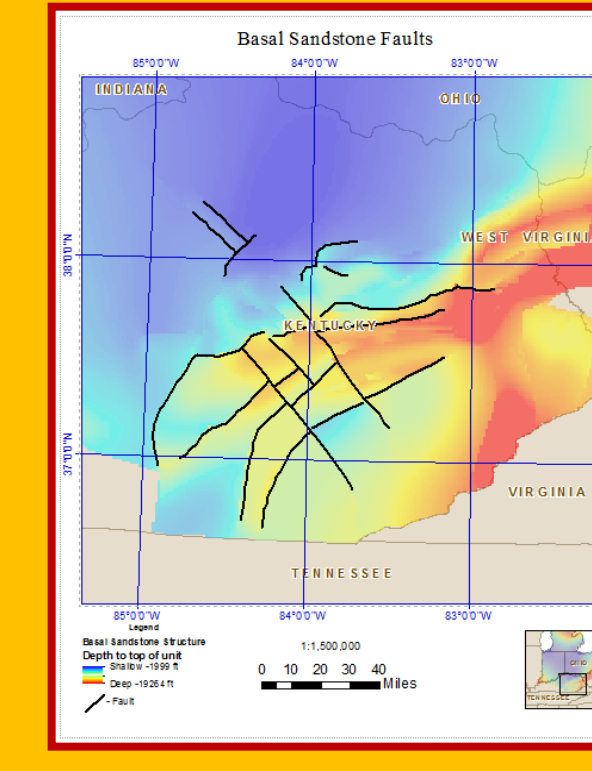 Basal Sandstone Faults
85°0'0"W 84°0'0"W 83°0'0"W
INDIANA
OHIO
38°0'0"N
WEST VIRGINI
KENTUCKY
37°0'0"N
VIRGINIA
TENNESSEE
85°0'0"W 84°0'0"W 83°0'0"W
Legend
Basal Sandstone Structure
Depth to top of unit
Shallow -1999 ft
Deep -19264 ft
- Fault
1:1,500,000
0 10 20 30 40
Miles
OHIO
TENNESSEE